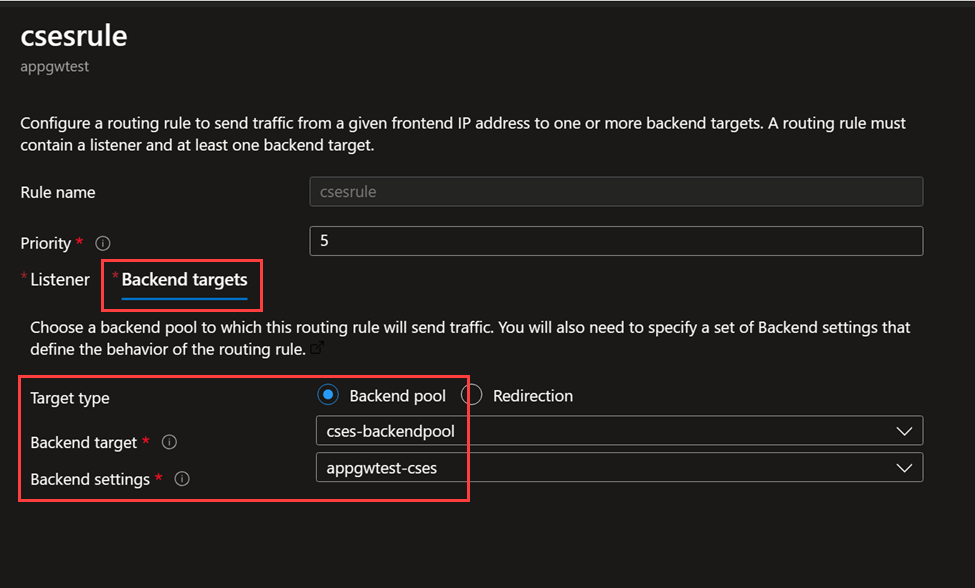 csesrule
appgwtest
Configure a routing rule to send traffic from a given frontend IP address to one or more backend targets. A routing rule must
contain a listener and at least one backend target.
Rule name
csesrule
Priority *
5
* Listener
* Backend targets
Choose a backend pool to which this routing rule will send traffic. You will also need to specify a set of Backend settings that
define the behavior of the routing rule.
Target type
Backend pool
Redirection
Backend target *
cses-backendpool
Backend settings *
appgwtest-cses